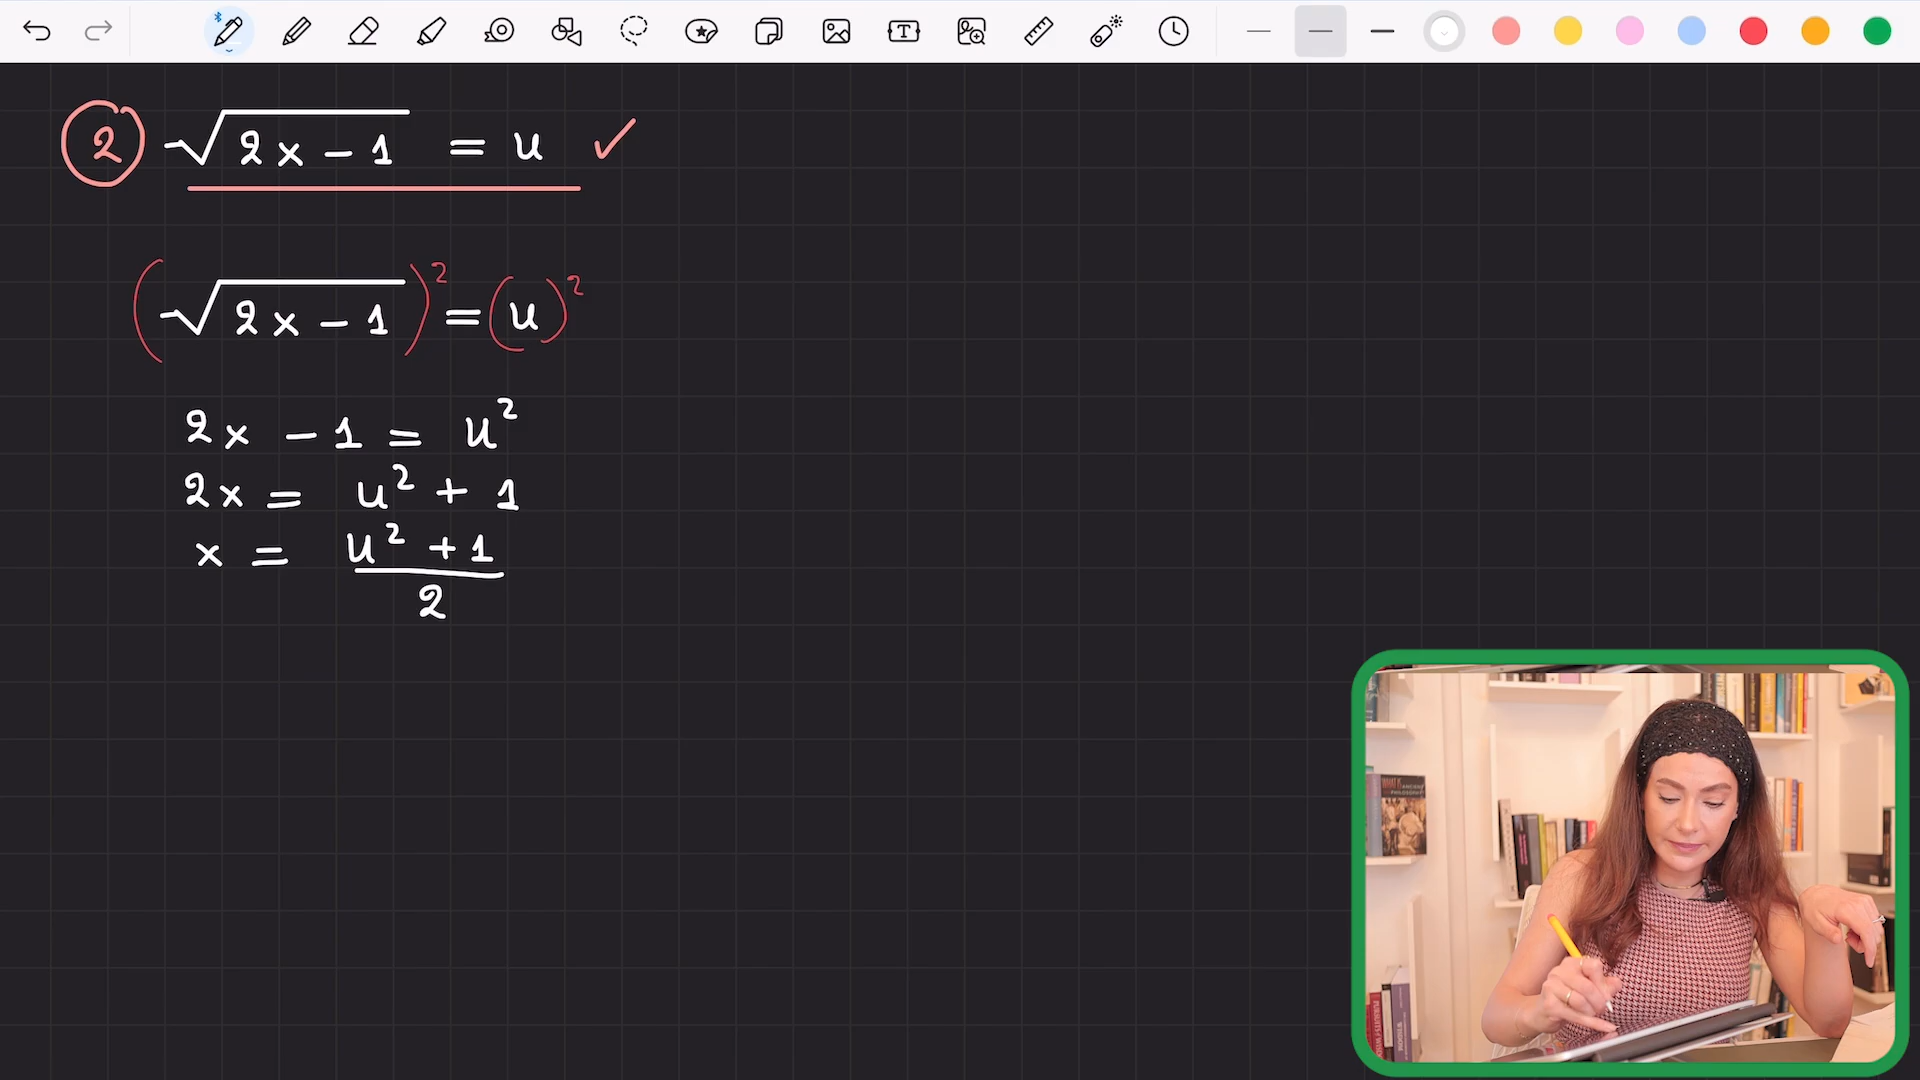 ② √(2x - 1) = u ✓
(√(2x - 1))² = (u)²
2x - 1 = u²
2x = u² + 1
x = (u² + 1)/2